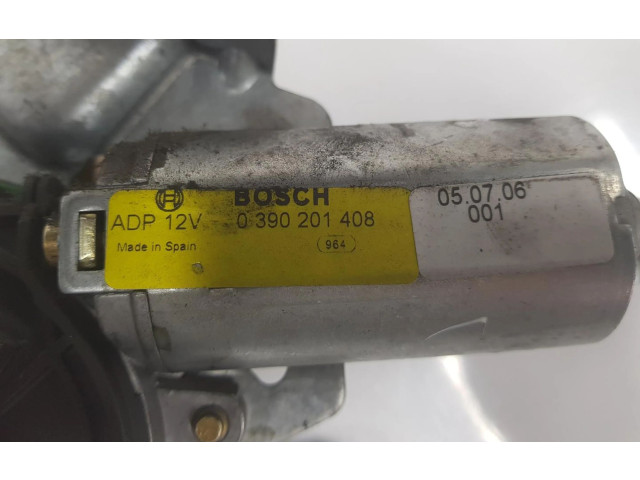 BOSCH
ADP 12V 0 390 201 408
Made in Spain 964
05.07.06
001